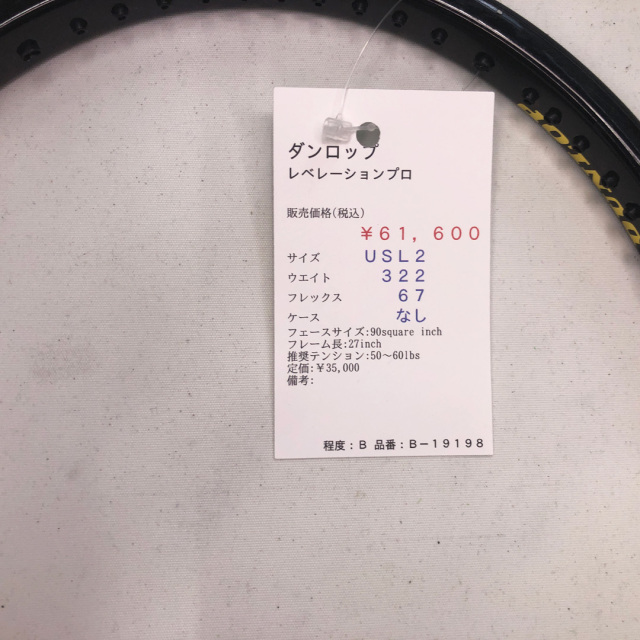 ダンロップ
レベレーションプロ
販売価格(税込)
￥６１，６００
サイズ ＵＳＬ２
ウエイト ３２２
フレックス ６７
ケース なし
フェースサイズ:90square inch
フレーム長:27inch
推奨テンション:50～60lbs
定価:￥35,000
備考:
程度：Ｂ 品番：Ｂ－１９１９８
DUNLOP